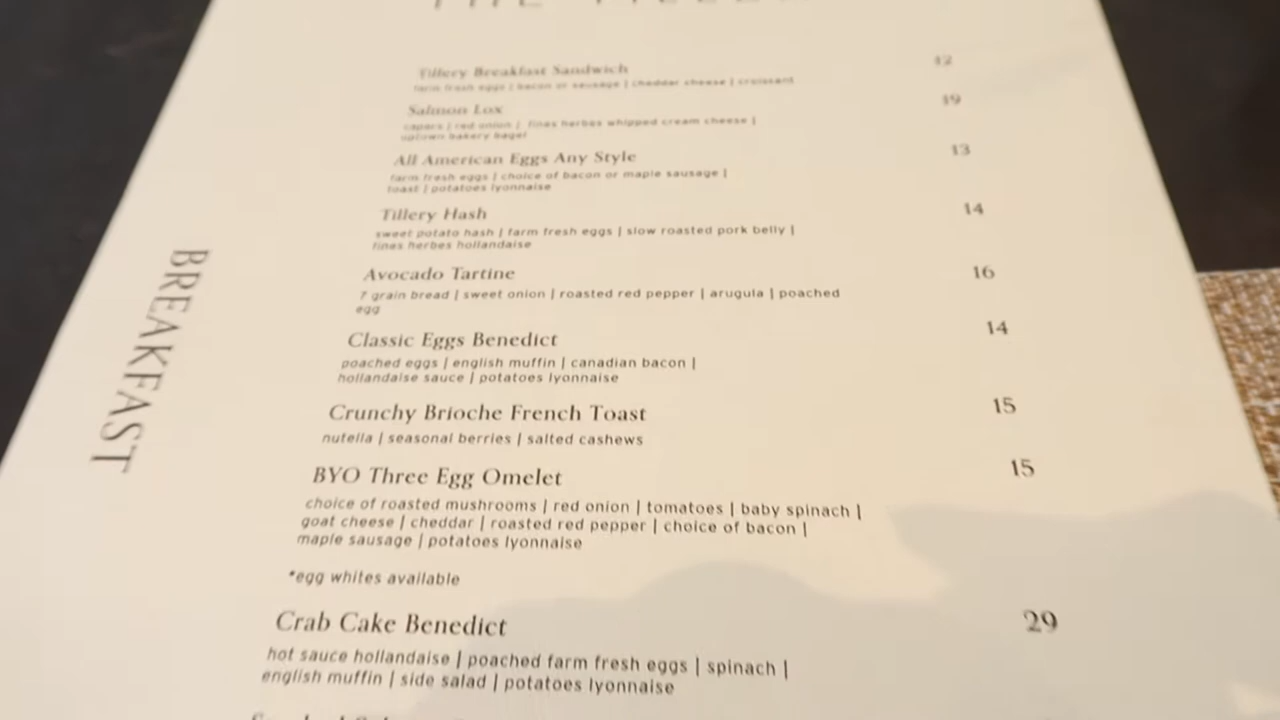 Tillery Breakfast Sandwich 12
farm fresh eggs | bacon or sausage | cheddar cheese | croissant
Salmon Lox 19
capers | red onion | fines herbes whipped cream cheese |
uptown bakery bagel
All American Eggs Any Style 13
farm fresh eggs | choice of bacon or maple sausage |
toast | potatoes lyonnaise
Tillery Hash 14
sweet potato hash | farm fresh eggs | slow roasted pork belly |
fines herbes hollandaise
Avocado Tartine 16
7 grain bread | sweet onion | roasted red pepper | arugula | poached
egg
Classic Eggs Benedict 14
poached eggs | english muffin | canadian bacon |
hollandaise sauce | potatoes lyonnaise
Crunchy Brioche French Toast 15
nutella | seasonal berries | salted cashews
BYO Three Egg Omelet 15
choice of roasted mushrooms | red onion | tomatoes | baby spinach |
goat cheese | cheddar | roasted red pepper | choice of bacon |
maple sausage | potatoes lyonnaise
*egg whites available
Crab Cake Benedict 29
hot sauce hollandaise | poached farm fresh eggs | spinach |
english muffin | side salad | potatoes lyonnaise
BREAKFAST